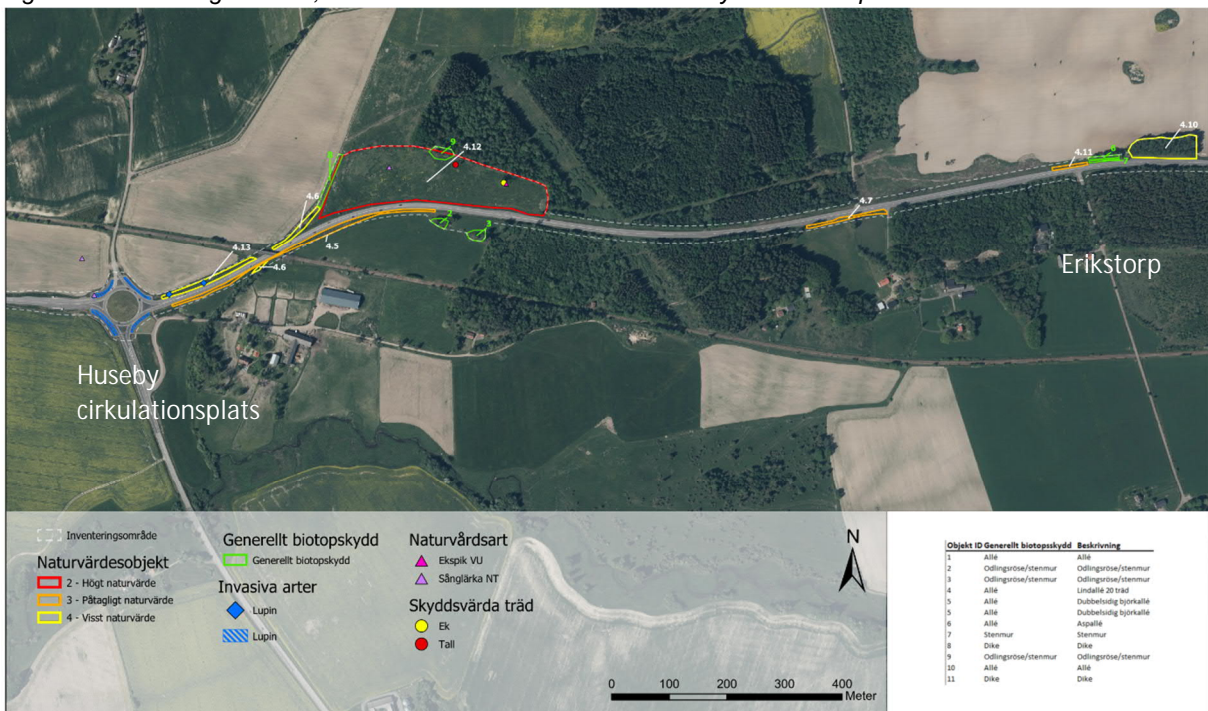 9
4.12
4.6
4.5
4.6
4.13
2
3
4.7
4.11
6
7
4.10
Erikstorp
Huseby
cirkulationsplats
Inventeringsområde
Naturvärdesobjekt
2 - Högt naturvärde
3 - Påtagligt naturvärde
4 - Visst naturvärde
Generellt biotopskydd
Generellt biotopskydd
Invasiva arter
Lupin
Lupin
Naturvårdsart
Ekspik VU
Sånglärka NT
Skyddsvärda träd
Ek
Tall
N
0 100 200 300 400
Meter
Objekt ID Generellt biotopsskydd Beskrivning
1 Allé Allé
2 Odlingsröse/stenmur Odlingsröse/stenmur
3 Odlingsröse/stenmur Odlingsröse/stenmur
4 Allé Lindallé 20 träd
5 Allé Dubbelsidig björkallé
5 Allé Dubbelsidig björkallé
6 Allé Aspallé
7 Stenmur Stenmur
8 Dike Dike
9 Odlingsröse/stenmur Odlingsröse/stenmur
10 Allé Allé
11 Dike Dike